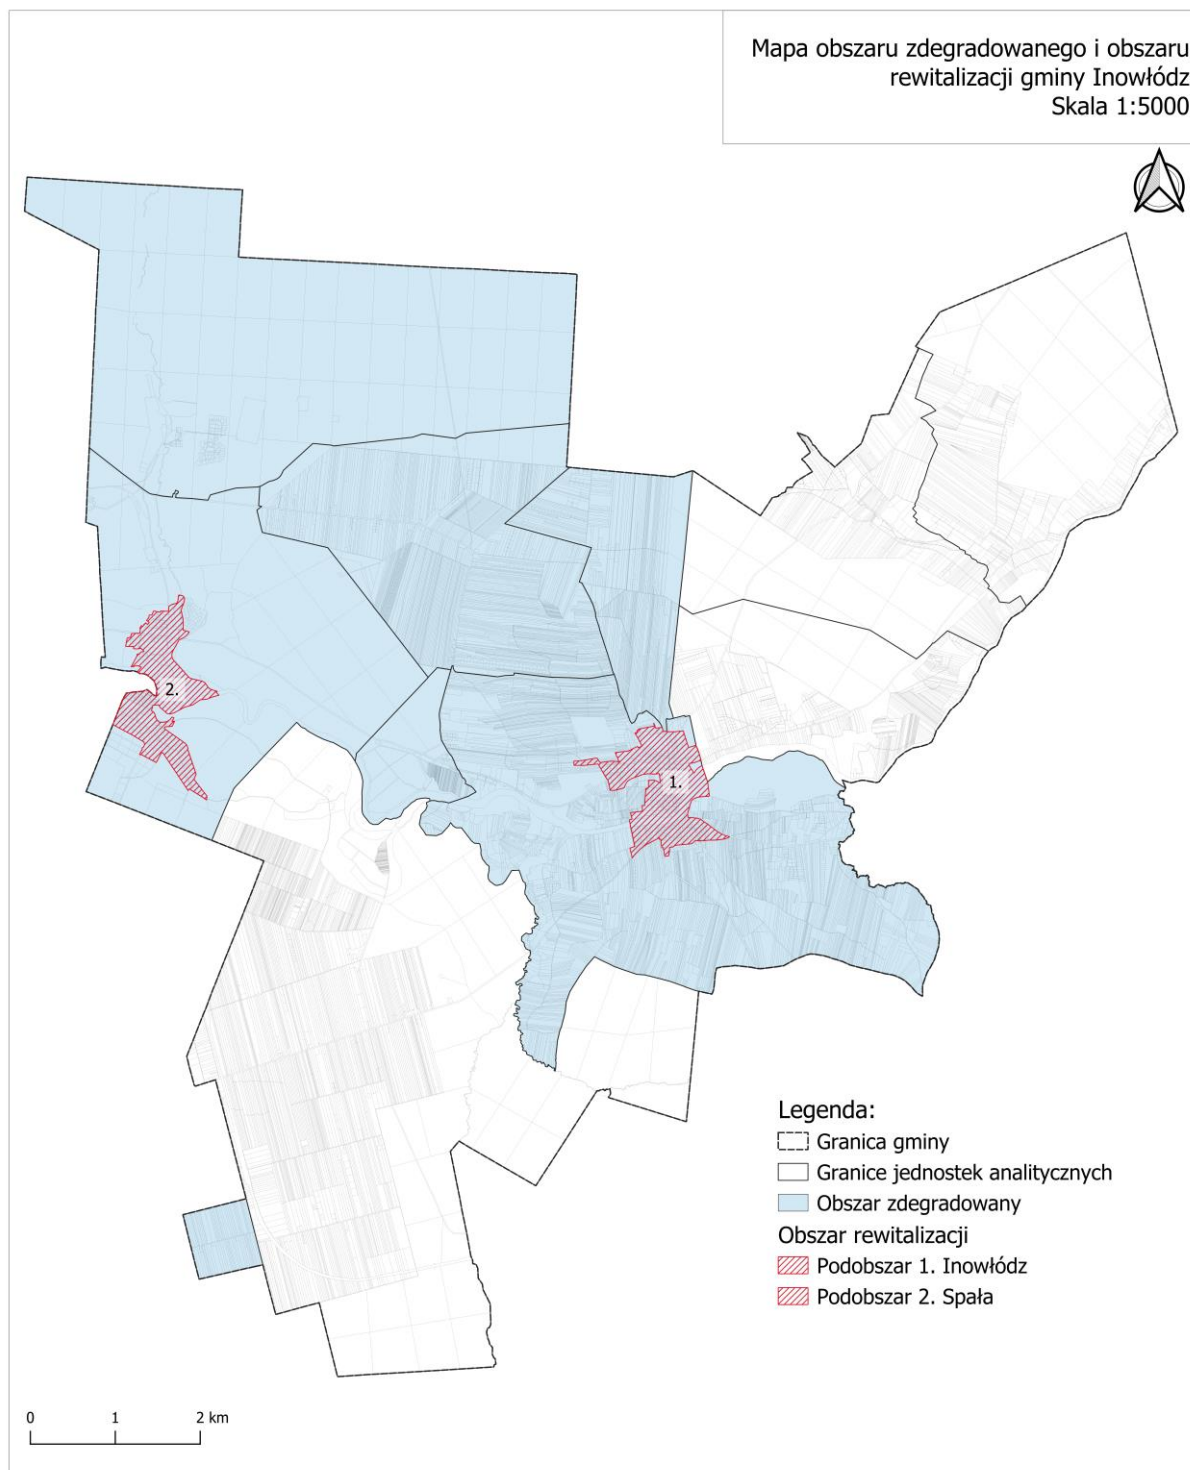 Mapa obszaru zdegradowanego i obszaru
rewitalizacji gminy Inowłódz
Skala 1:5000
2.
1.
Legenda:
Granica gminy
Granice jednostek analitycznych
Obszar zdegradowany
Obszar rewitalizacji
Podobszar 1. Inowłódz
Podobszar 2. Spała
0 1 2 km